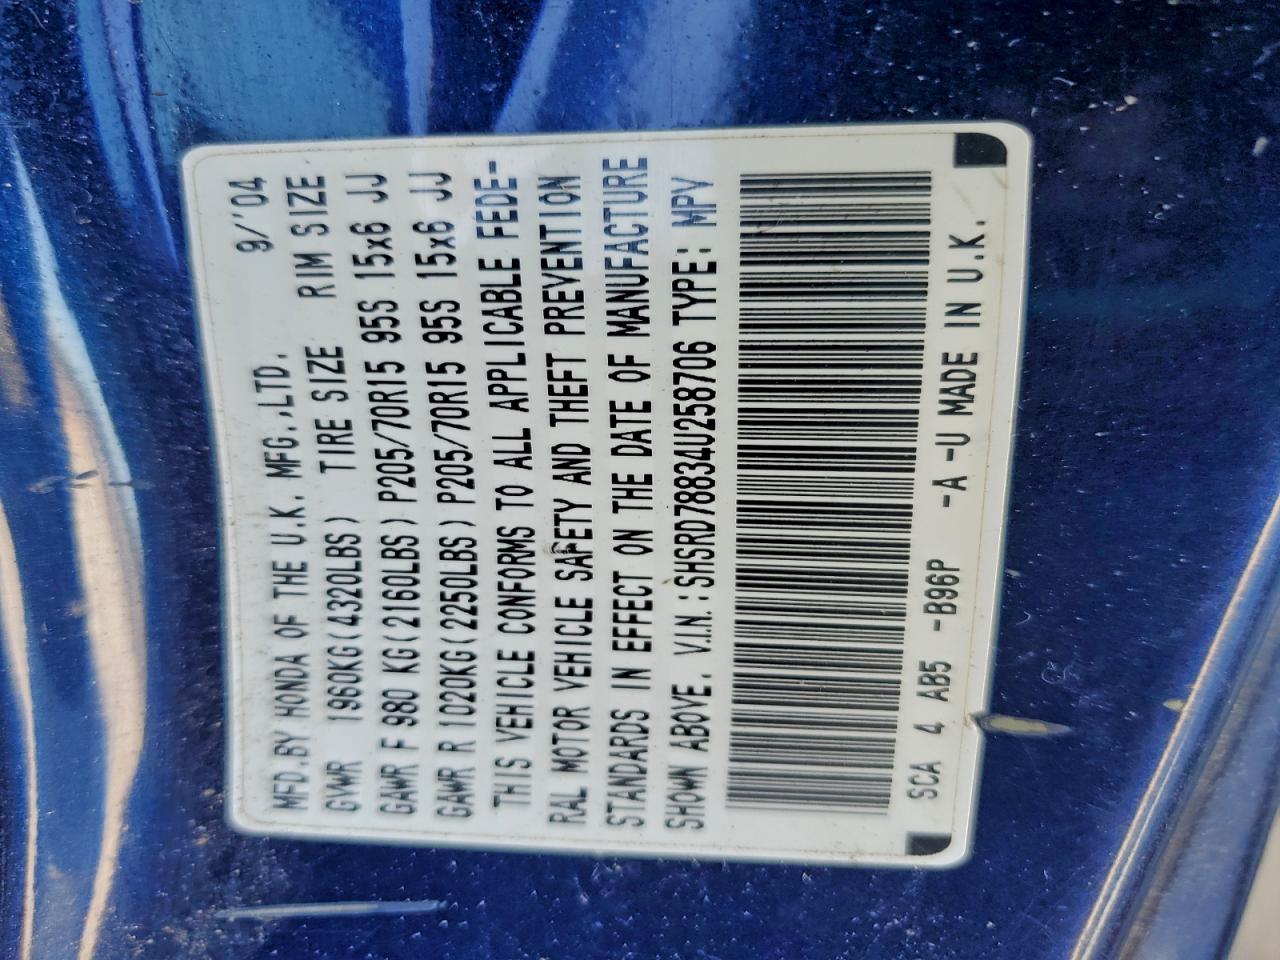 MFD.BY HONDA OF THE U.K. MFG.,LTD. 9/'04
GVWR 1960KG(4320LBS) TIRE SIZE RIM SIZE
GAWR F 980 KG(2160LBS) P205/70R15 95S 15x6 JJ
GAWR R 1020KG(2250LBS) P205/70R15 95S 15x6 JJ
THIS VEHICLE CONFORMS TO ALL APPLICABLE FEDE-
RAL MOTOR VEHICLE SAFETY AND THEFT PREVENTION
STANDARDS IN EFFECT ON THE DATE OF MANUFACTURE
SHOWN ABOVE. V.I.N.:SHSRD78834U258706 TYPE: MPV
SCA 4 AB5 -B96P -A -U MADE IN U.K.